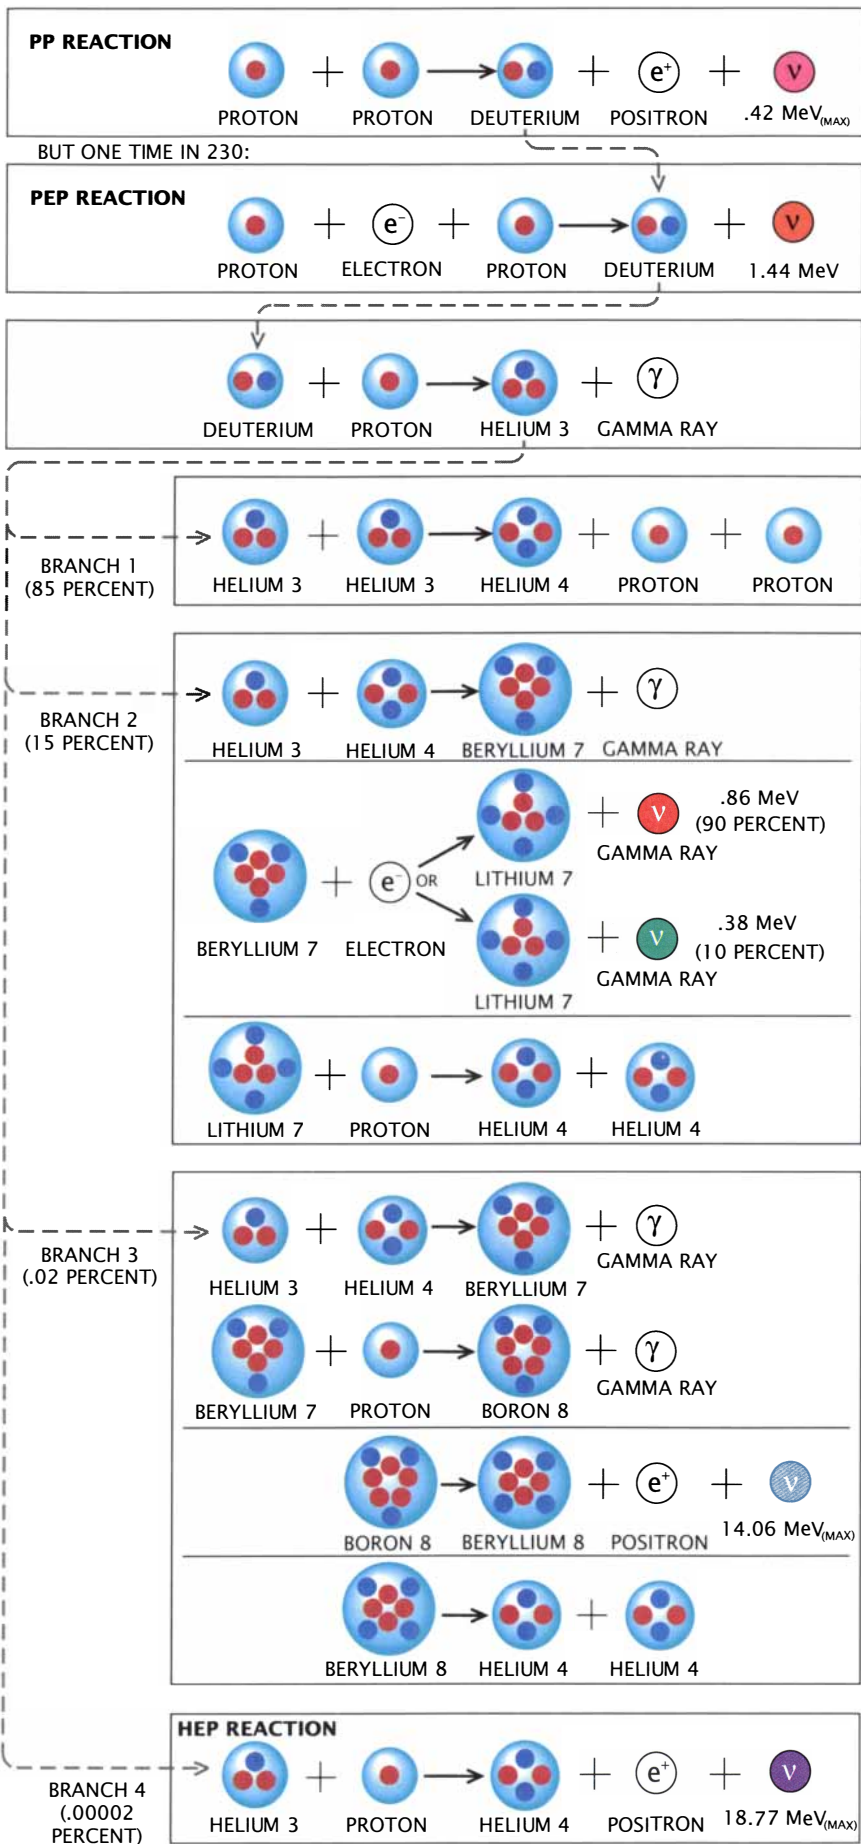 PP REACTION
+ + → + e⁺ + ν
PROTON PROTON DEUTERIUM POSITRON .42 MeV(MAX)
BUT ONE TIME IN 230:
PEP REACTION
+ e⁻ + → + ν
PROTON ELECTRON PROTON DEUTERIUM 1.44 MeV
+ → + γ
DEUTERIUM PROTON HELIUM 3 GAMMA RAY
BRANCH 1
(85 PERCENT)
+ → + +
HELIUM 3 HELIUM 3 HELIUM 4 PROTON PROTON
BRANCH 2
(15 PERCENT)
+ → + γ
HELIUM 3 HELIUM 4 BERYLLIUM 7 GAMMA RAY
+ ν .86 MeV
(90 PERCENT)
GAMMA RAY
LITHIUM 7
+ e⁻ OR
BERYLLIUM 7 ELECTRON
+ ν .38 MeV
(10 PERCENT)
GAMMA RAY
LITHIUM 7
+ → +
LITHIUM 7 PROTON HELIUM 4 HELIUM 4
BRANCH 3
(.02 PERCENT)
+ → + γ
GAMMA RAY
HELIUM 3 HELIUM 4 BERYLLIUM 7
+ → + γ
GAMMA RAY
BERYLLIUM 7 PROTON BORON 8
→ + e⁺ + ν
BORON 8 BERYLLIUM 8 POSITRON 14.06 MeV(MAX)
→ +
BERYLLIUM 8 HELIUM 4 HELIUM 4
HEP REACTION
BRANCH 4
(.00002
PERCENT)
+ → + e⁺ + ν
HELIUM 3 PROTON HELIUM 4 POSITRON 18.77 MeV(MAX)